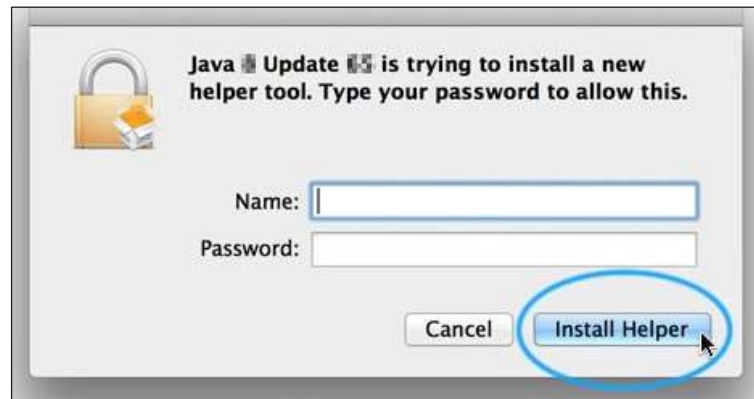 Java Update is trying to install a new
helper tool. Type your password to allow this.
Name:
Password:
Cancel
Install Helper